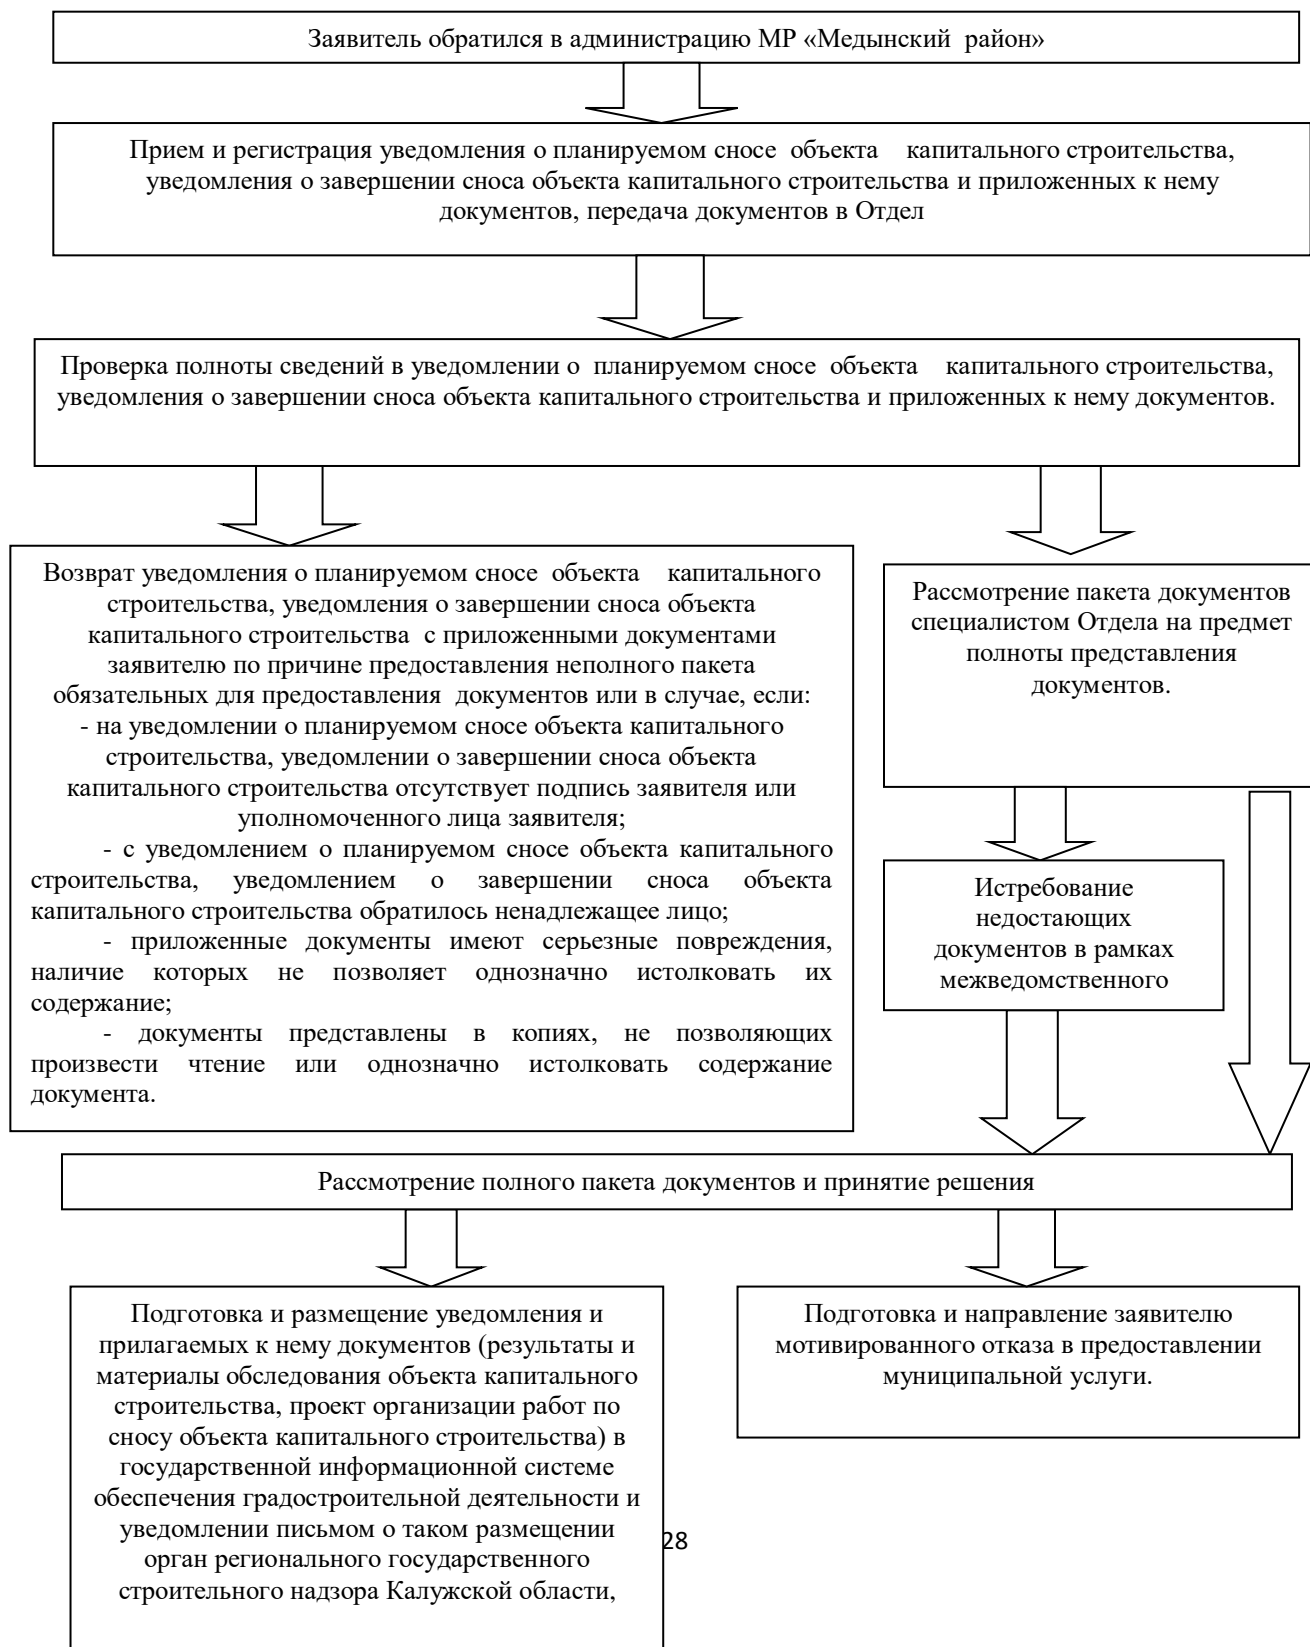 Заявитель обратился в администрацию МР «Медынский район»
Прием и регистрация уведомления о планируемом сносе объекта капитального строительства,
уведомления о завершении сноса объекта капитального строительства и приложенных к нему
документов, передача документов в Отдел
Проверка полноты сведений в уведомлении о планируемом сносе объекта капитального строительства,
уведомления о завершении сноса объекта капитального строительства и приложенных к нему документов.
Возврат уведомления о планируемом сносе объекта капитального
строительства, уведомления о завершении сноса объекта
капитального строительства с приложенными документами
заявителю по причине предоставления неполного пакета
обязательных для предоставления документов или в случае, если:
- на уведомлении о планируемом сносе объекта капитального
строительства, уведомлении о завершении сноса объекта
капитального строительства отсутствует подпись заявителя или
уполномоченного лица заявителя;
- с уведомлением о планируемом сносе объекта капитального
строительства, уведомлением о завершении сноса объекта
капитального строительства обратилось ненадлежащее лицо;
- приложенные документы имеют серьезные повреждения,
наличие которых не позволяет однозначно истолковать их
содержание;
- документы представлены в копиях, не позволяющих
произвести чтение или однозначно истолковать содержание
документа.
Рассмотрение пакета документов
специалистом Отдела на предмет
полноты представления
документов.
Истребование
недостающих
документов в рамках
межведомственного
Рассмотрение полного пакета документов и принятие решения
Подготовка и размещение уведомления и
прилагаемых к нему документов (результаты и
материалы обследования объекта капитального
строительства, проект организации работ по
сносу объекта капитального строительства) в
государственной информационной системе
обеспечения градостроительной деятельности и
уведомлении письмом о таком размещении
орган регионального государственного
строительного надзора Калужской области,
Подготовка и направление заявителю
мотивированного отказа в предоставлении
муниципальной услуги.
28